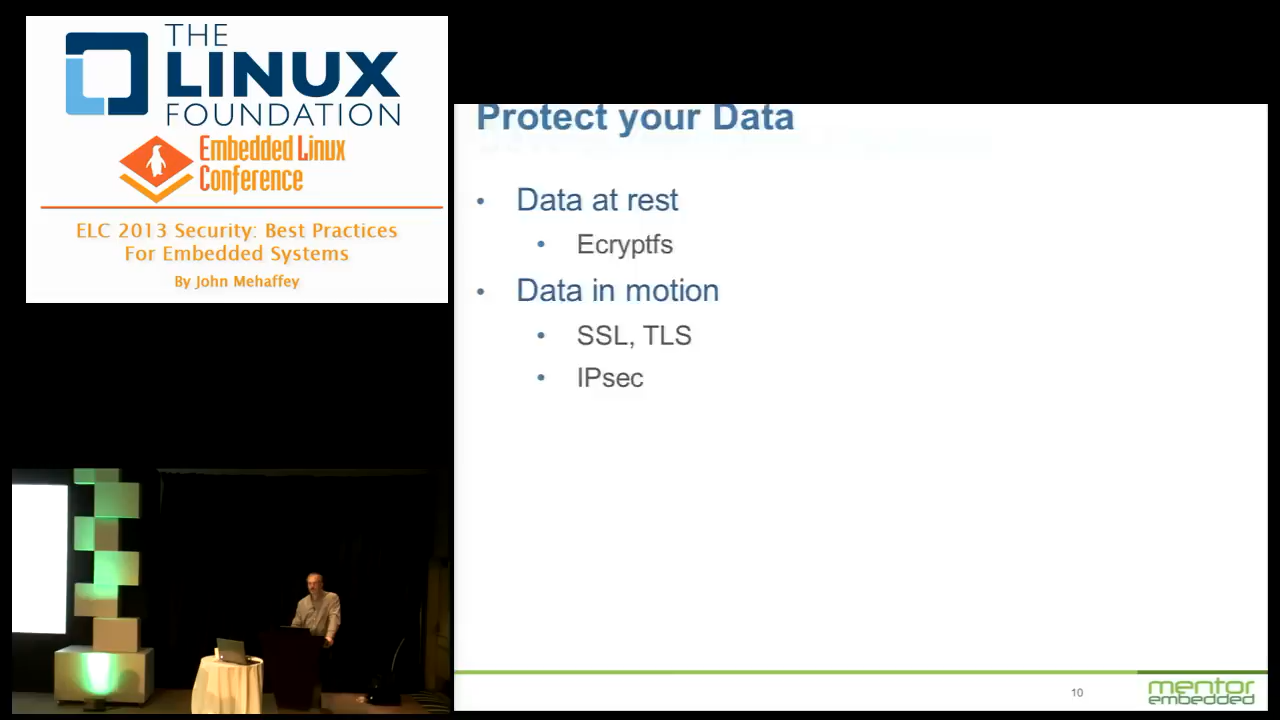 THE
LINUX
FOUNDATION
Embedded Linux
Conference
ELC 2013 Security: Best Practices
For Embedded Systems
By John Mehaffey
Protect your Data
• Data at rest
• Ecryptfs
• Data in motion
• SSL, TLS
• IPsec
10
mentor
embedded